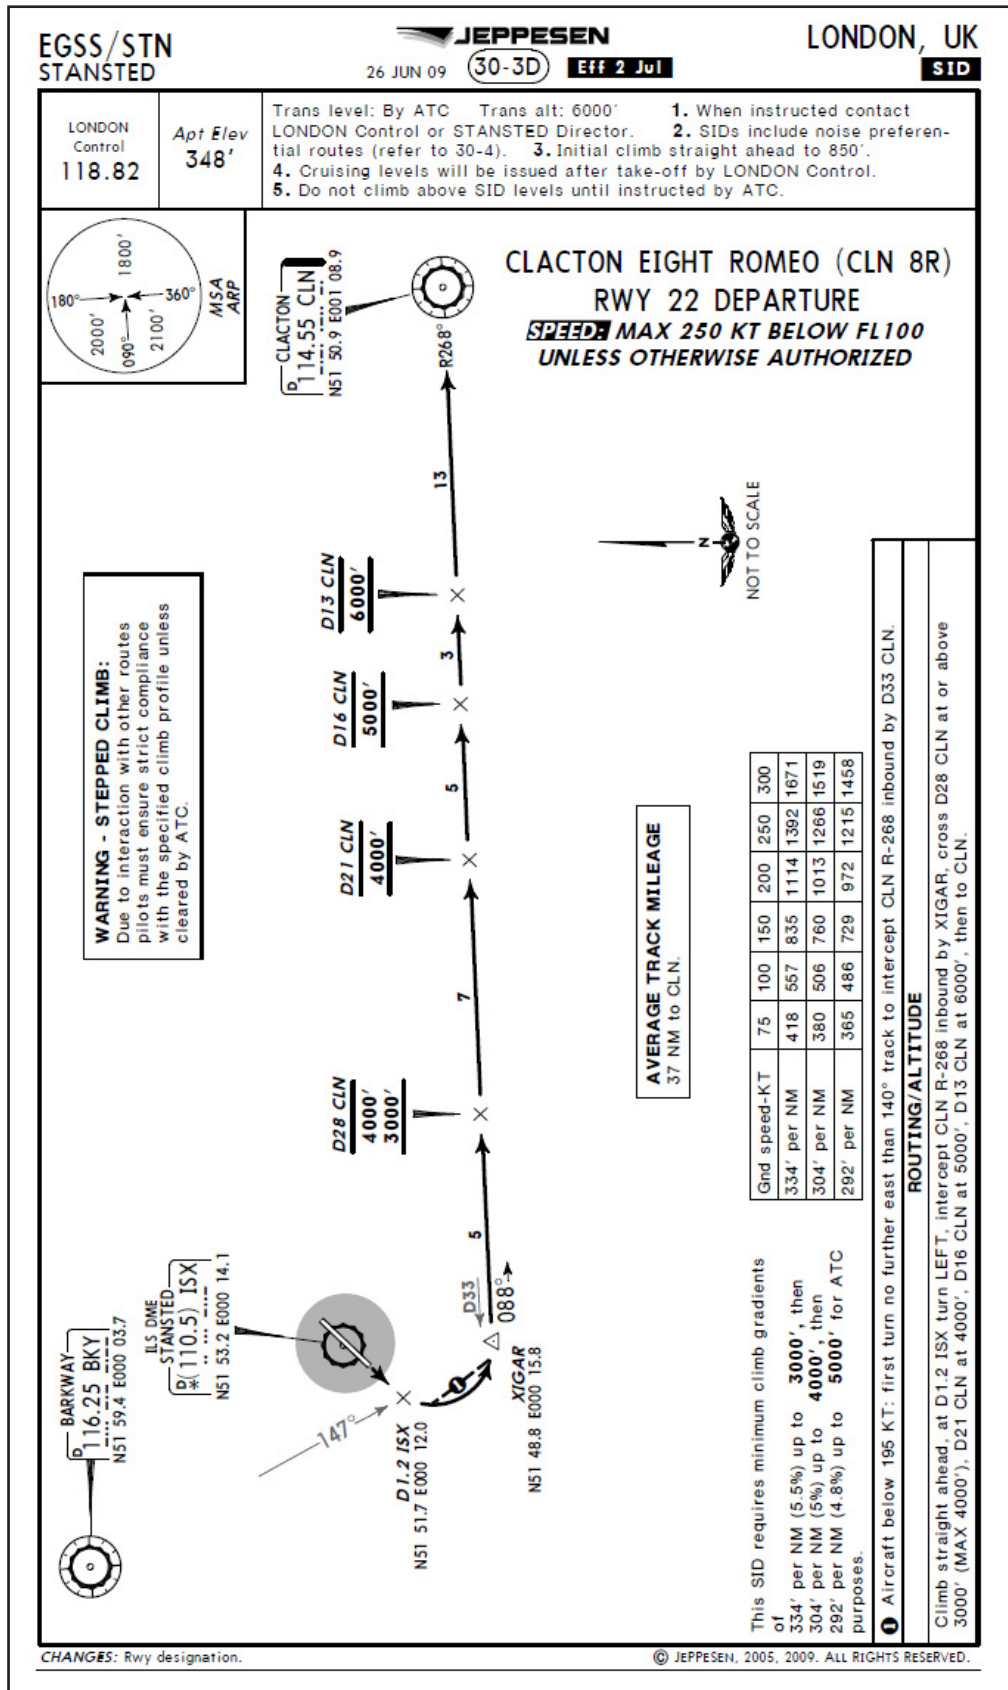 EGSS/STN
STANSTED
JEPPESEN
26 JUN 09
30-3D
Eff 2 Jul
LONDON, UK
SID
LONDON
Control
118.82
Apt Elev
348'
Trans level: By ATC Trans alt: 6000' 1. When instructed contact
LONDON Control or STANSTED Director. 2. SIDs include noise preferen-
tial routes (refer to 30-4). 3. Initial climb straight ahead to 850'.
4. Cruising levels will be issued after take-off by LONDON Control.
5. Do not climb above SID levels until instructed by ATC.
1800'
180°
360°
2000'
090°
2100'
MSA
ARP
CLACTON EIGHT ROMEO (CLN 8R)
RWY 22 DEPARTURE
SPEED: MAX 250 KT BELOW FL100
UNLESS OTHERWISE AUTHORIZED
CLACTON
D
114.55 CLN
N51 50.9 E001 08.9
R268°
13
D13 CLN
6000'
3
D16 CLN
5000'
5
D21 CLN
4000'
7
D28 CLN
4000'
3000'
5
D33
088°
XIGAR
N51 48.8 E000 15.8
1
D1.2 ISX
N51 51.7 E000 12.0
147°
ILS DME
STANSTED
D
*(110.5) ISX
N51 53.2 E000 14.1
BARKWAY
D
116.25 BKY
N51 59.4 E000 03.7
N
NOT TO SCALE
WARNING - STEPPED CLIMB:
Due to interaction with other routes
pilots must ensure strict compliance
with the specified climb profile unless
cleared by ATC.
AVERAGE TRACK MILEAGE
37 NM to CLN.
This SID requires minimum climb gradients
of
334' per NM (5.5%) up to 3000', then
304' per NM (5%) up to 4000', then
292' per NM (4.8%) up to 5000' for ATC
purposes.
Gnd speed-KT 75 100 150 200 250 300
334' per NM 418 557 835 1114 1392 1671
304' per NM 380 506 760 1013 1266 1519
292' per NM 365 486 729 972 1215 1458
1 Aircraft below 195 KT: first turn no further east than 140° track to intercept CLN R-268 inbound by D33 CLN.
ROUTING/ALTITUDE
Climb straight ahead, at D1.2 ISX turn LEFT, intercept CLN R-268 inbound by XIGAR, cross D28 CLN at or above
3000' (MAX 4000'), D21 CLN at 4000', D16 CLN at 5000', D13 CLN at 6000', then to CLN.
CHANGES: Rwy designation.
© JEPPESEN, 2005, 2009. ALL RIGHTS RESERVED.